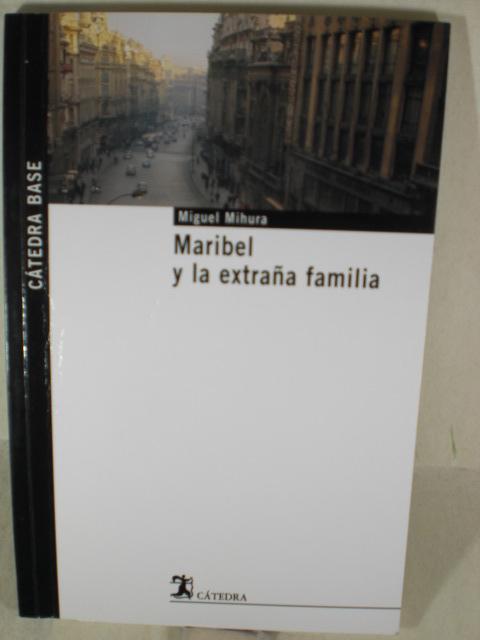 CÁTEDRA BASE
Miguel Mihura
Maribel
y la extraña familia
CÁTEDRA